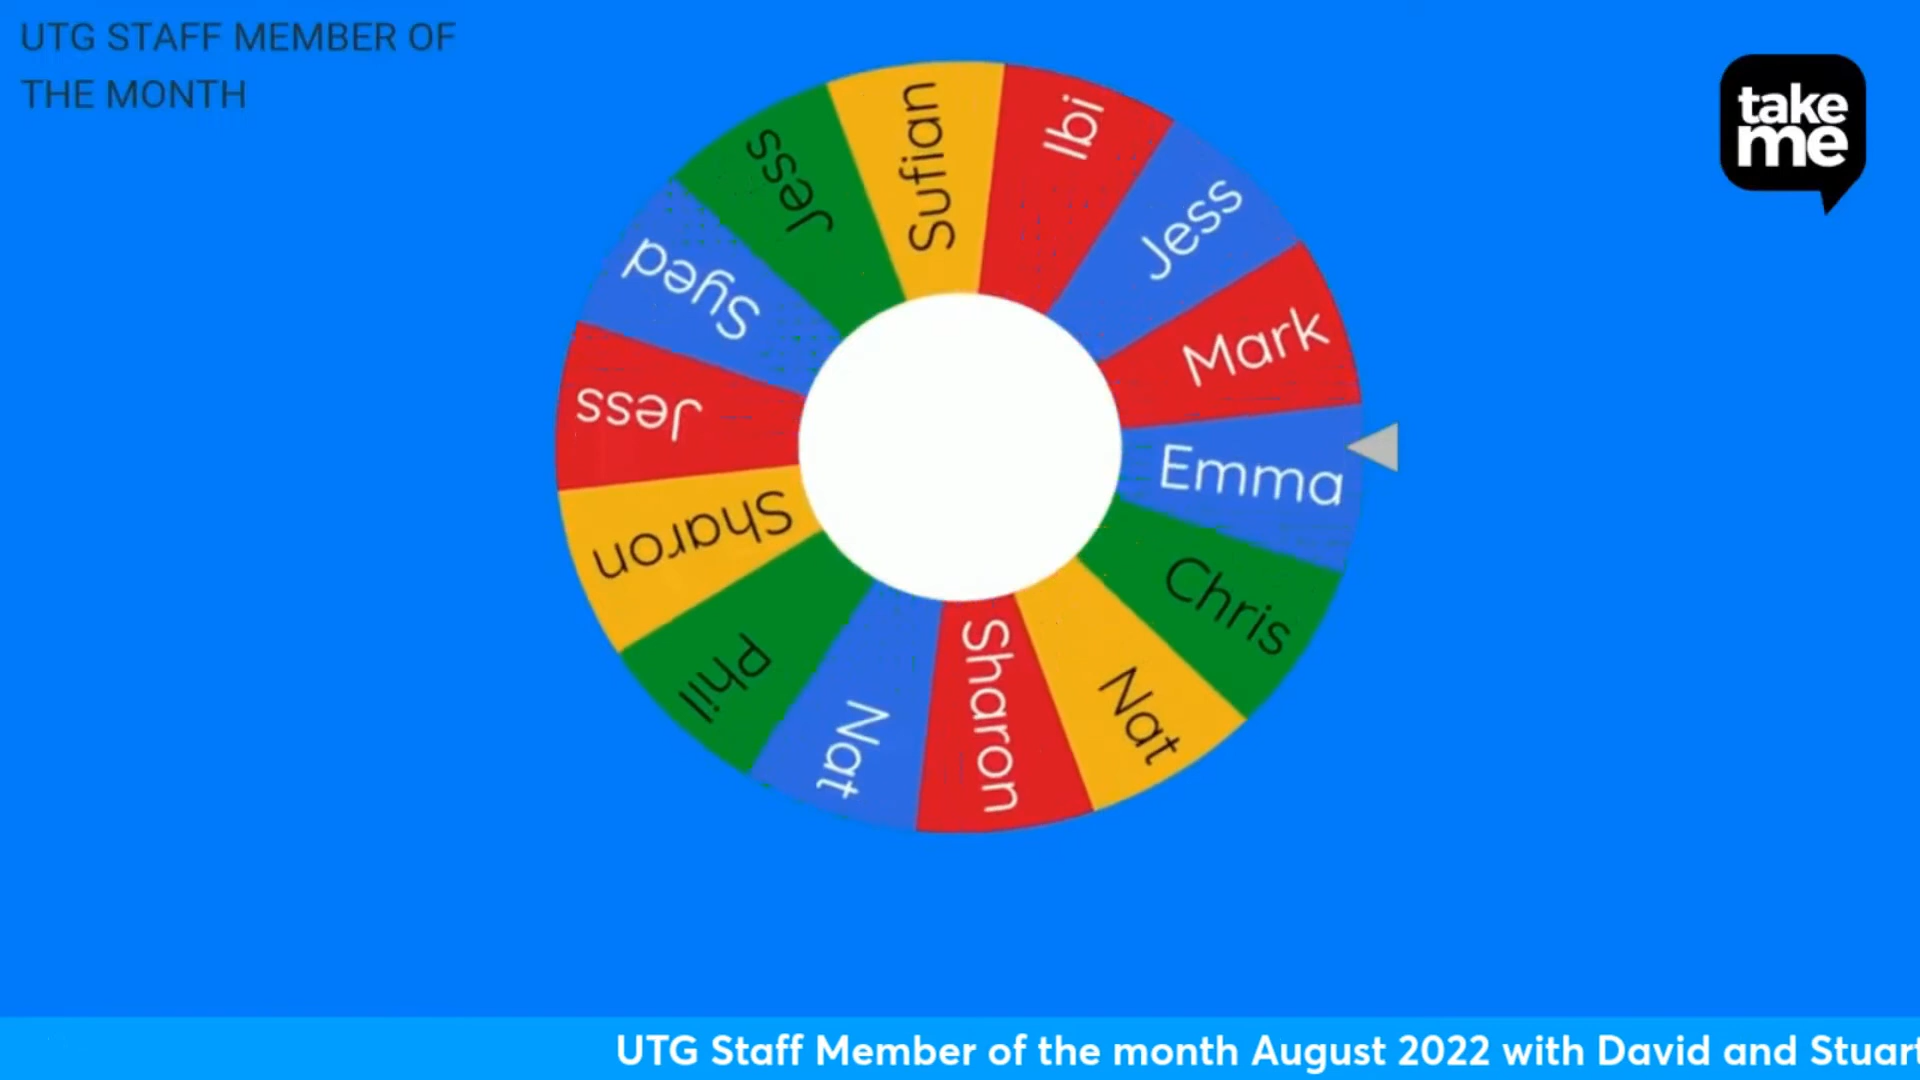 UTG STAFF MEMBER OF
THE MONTH
take
me
Sufian
Ibi
Jess
Mark
Emma
Chris
Nat
Sharon
Nat
Phil
Sharon
Jess
Syed
Jess
UTG Staff Member of the month August 2022 with David and Stuart